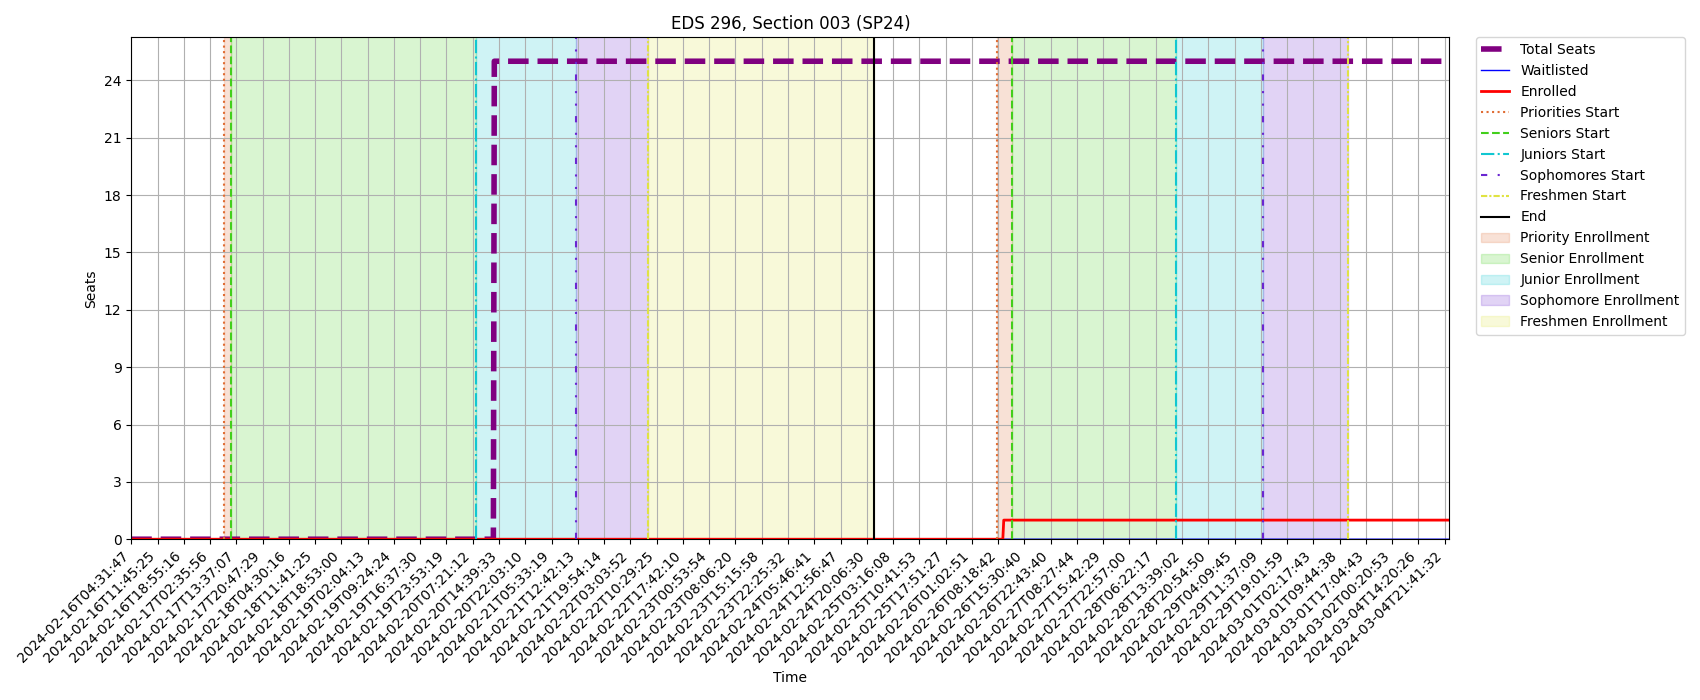 EDS 296, Section 003 (SP24)
Seats
24
21
18
15
12
9
6
3
0
2024-02-16T04:31:47
2024-02-16T11:45:25
2024-02-16T18:55:16
2024-02-17T02:35:56
2024-02-17T13:37:07
2024-02-17T20:47:29
2024-02-18T04:30:16
2024-02-18T11:41:25
2024-02-18T18:53:00
2024-02-19T02:04:13
2024-02-19T09:24:24
2024-02-19T16:37:30
2024-02-19T23:53:19
2024-02-20T07:21:12
2024-02-20T14:39:33
2024-02-20T22:03:10
2024-02-21T05:33:19
2024-02-21T12:42:13
2024-02-21T19:54:14
2024-02-22T03:03:52
2024-02-22T10:29:25
2024-02-22T17:42:10
2024-02-23T00:53:54
2024-02-23T08:06:20
2024-02-23T15:15:58
2024-02-23T22:25:32
2024-02-24T05:46:41
2024-02-24T12:56:47
2024-02-24T20:06:30
2024-02-25T03:16:08
2024-02-25T10:41:53
2024-02-25T17:51:27
2024-02-26T01:02:51
2024-02-26T08:18:42
2024-02-26T15:30:40
2024-02-26T22:43:40
2024-02-27T08:27:44
2024-02-27T15:42:29
2024-02-27T22:57:00
2024-02-28T06:22:17
2024-02-28T13:39:02
2024-02-28T20:54:50
2024-02-29T04:09:45
2024-02-29T11:37:09
2024-02-29T19:01:59
2024-03-01T02:17:43
2024-03-01T09:44:38
2024-03-01T17:04:43
2024-03-02T00:20:53
2024-03-04T14:20:26
2024-03-04T21:41:32
Time
Total Seats
Waitlisted
Enrolled
Priorities Start
Seniors Start
Juniors Start
Sophomores Start
Freshmen Start
End
Priority Enrollment
Senior Enrollment
Junior Enrollment
Sophomore Enrollment
Freshmen Enrollment